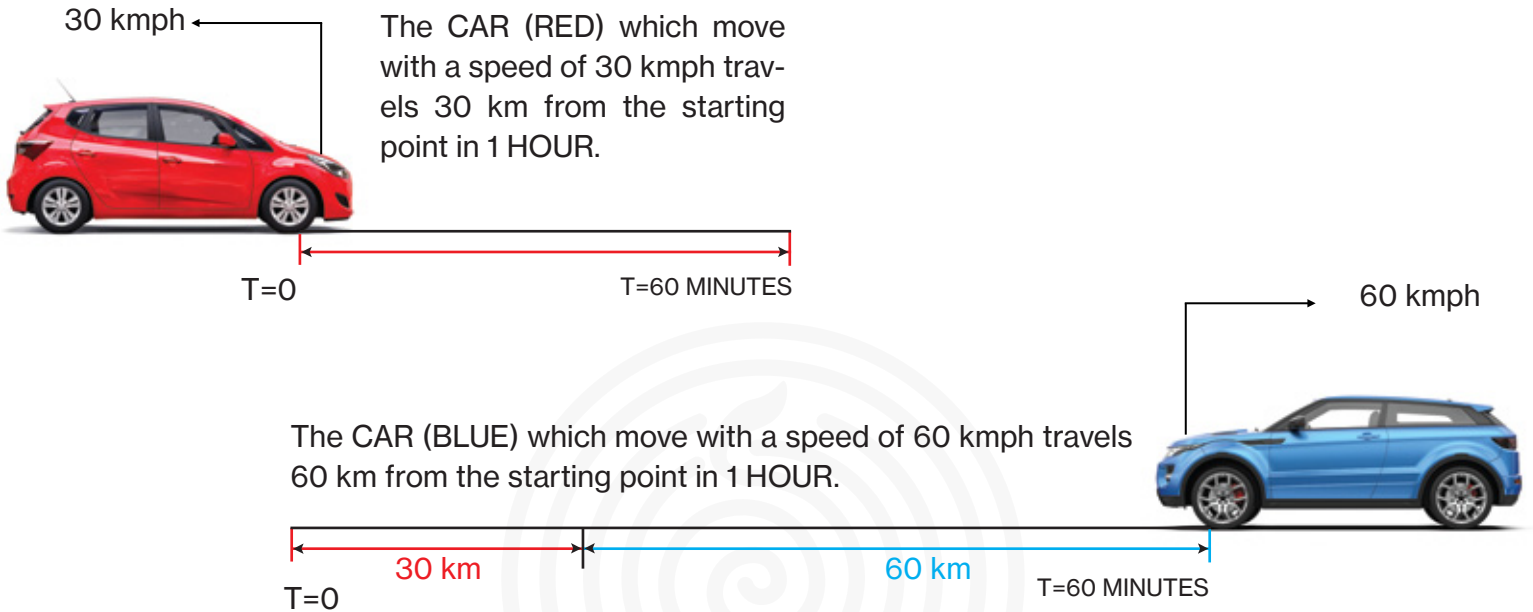 30 kmph
The CAR (RED) which move
with a speed of 30 kmph trav-
els 30 km from the starting
point in 1 HOUR.
T=0
T=60 MINUTES
60 kmph
The CAR (BLUE) which move with a speed of 60 kmph travels
60 km from the starting point in 1 HOUR.
30 km
60 km
T=0
T=60 MINUTES